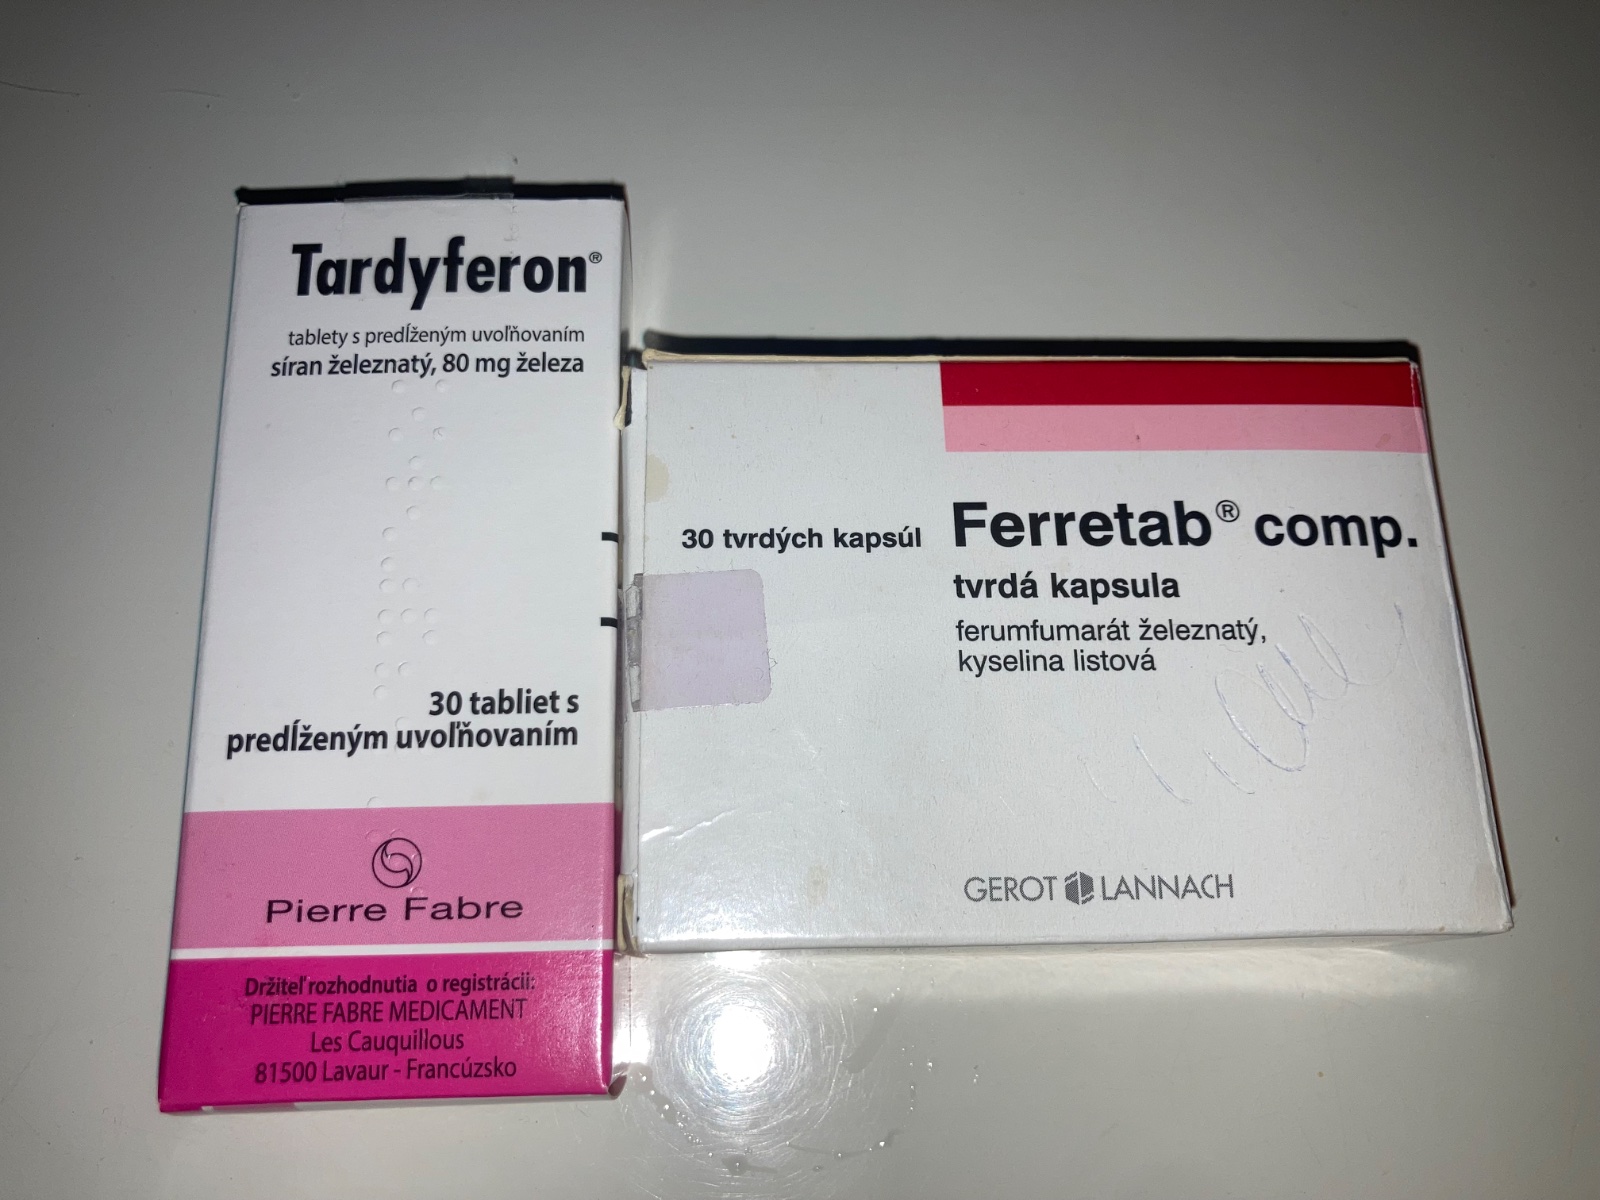 Tardyferon®
tablety s predĺženým uvoľňovaním
síran železnatý, 80 mg železa
30 tabliet s
predĺženým uvoľňovaním
Pierre Fabre
Držiteľ rozhodnutia o registrácii:
PIERRE FABRE MEDICAMENT
Les Cauquillous
81500 Lavaur - Francúzsko
30 tvrdých kapsúl
Ferretab® comp.
tvrdá kapsula
ferumfumarát železnatý,
kyselina listová
GEROT LANNACH